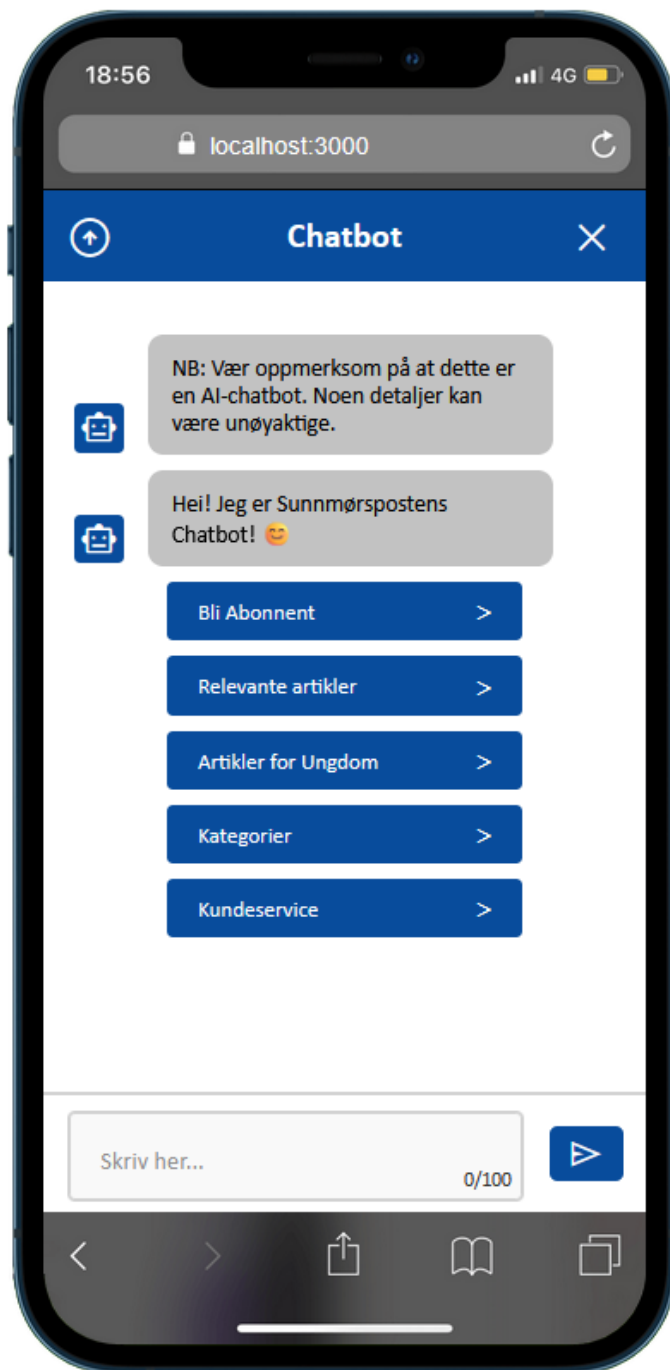 18:56 4G
localhost:3000
Chatbot
NB: Vær oppmerksom på at dette er
en AI-chatbot. Noen detaljer kan
være unøyaktige.
Hei! Jeg er Sunnmørspostens
Chatbot! 😊
Bli Abonnent >
Relevante artikler >
Artikler for Ungdom >
Kategorier >
Kundeservice >
Skriv her...
0/100